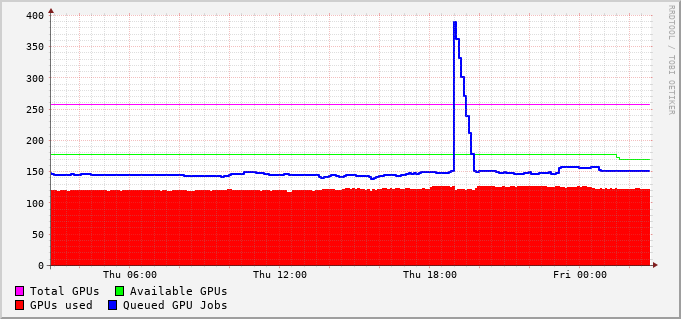 400
350
300
250
200
150
100
50
0
Thu 06:00 Thu 12:00 Thu 18:00 Fri 00:00
Total GPUs Available GPUs
GPUs used Queued GPU Jobs
RRDTOOL / TOBI OETIKER